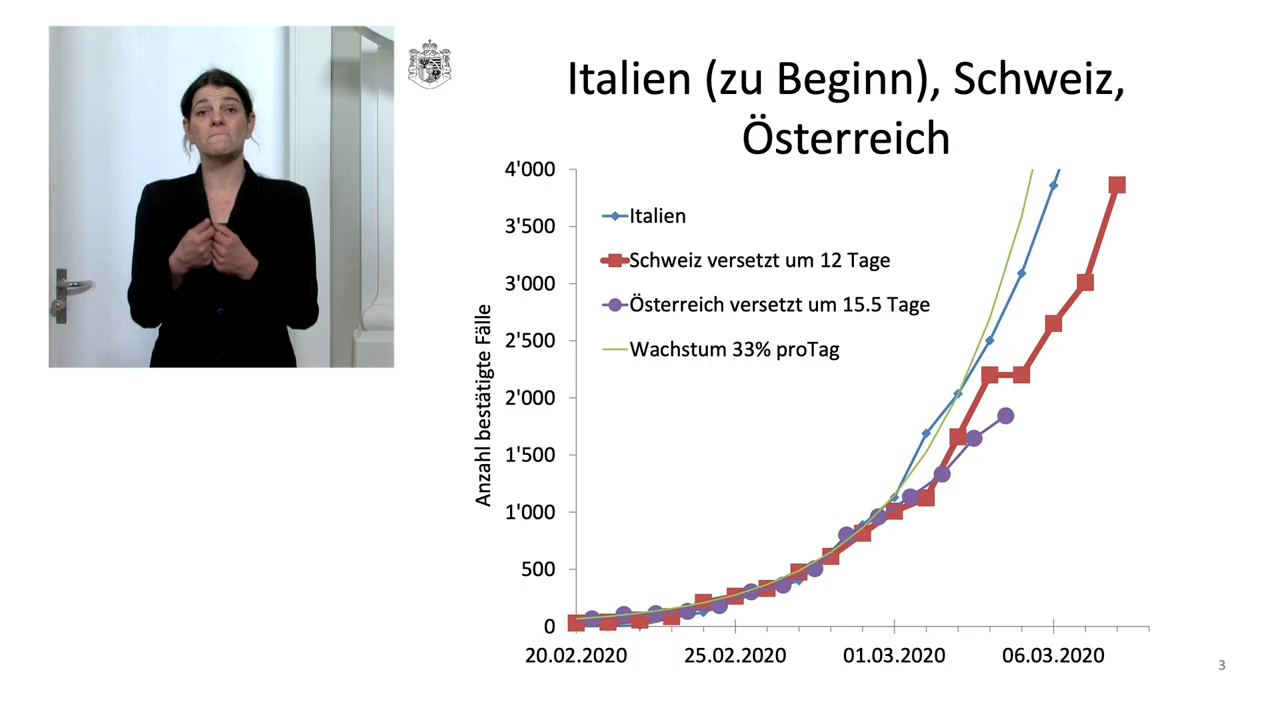 Italien (zu Beginn), Schweiz,
Österreich
4'000
3'500
3'000
2'500
2'000
1'500
1'000
500
0
Anzahl bestätigte Fälle
Italien
Schweiz versetzt um 12 Tage
Österreich versetzt um 15.5 Tage
Wachstum 33% proTag
20.02.2020
25.02.2020
01.03.2020
06.03.2020
3